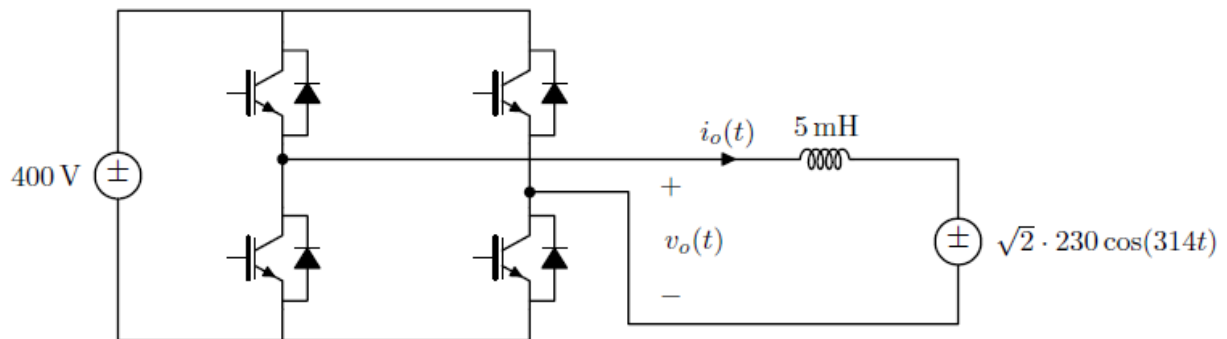 400 V
±
i_o(t)
5 mH
+
v_o(t)
−
±
√2 · 230 cos(314t)